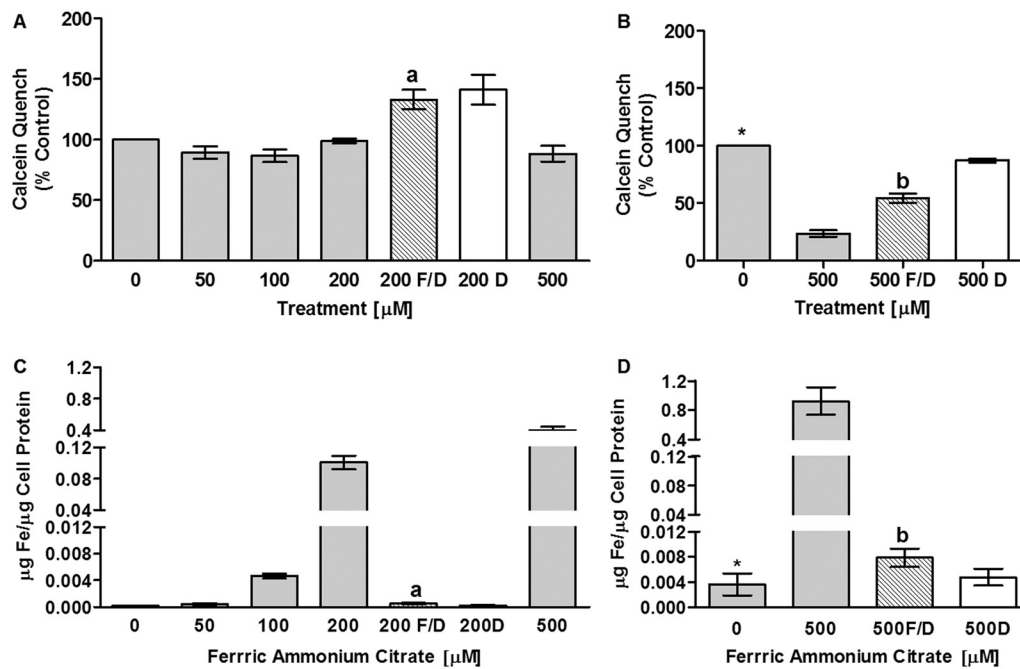 A
200
150
100
50
0
Calcein Quench
(% Control)
a
0 50 100 200 200 F/D 200 D 500
Treatment [μM]
B
200
150
100
50
0
Calcein Quench
(% Control)
*
b
0 500 500 F/D 500 D
Treatment [μM]
C
1.2
0.8
0.4
0.12
0.08
0.04
0.012
0.008
0.004
0.000
μg Fe/μg Cell Protein
a
0 50 100 200 200 F/D 200D 500
Ferrric Ammonium Citrate [μM]
D
1.2
0.8
0.4
0.12
0.08
0.04
0.012
0.008
0.004
0.000
μg Fe/μg Cell Protein
*
b
0 500 500F/D 500D
Ferrric Ammonium Citrate [μM]